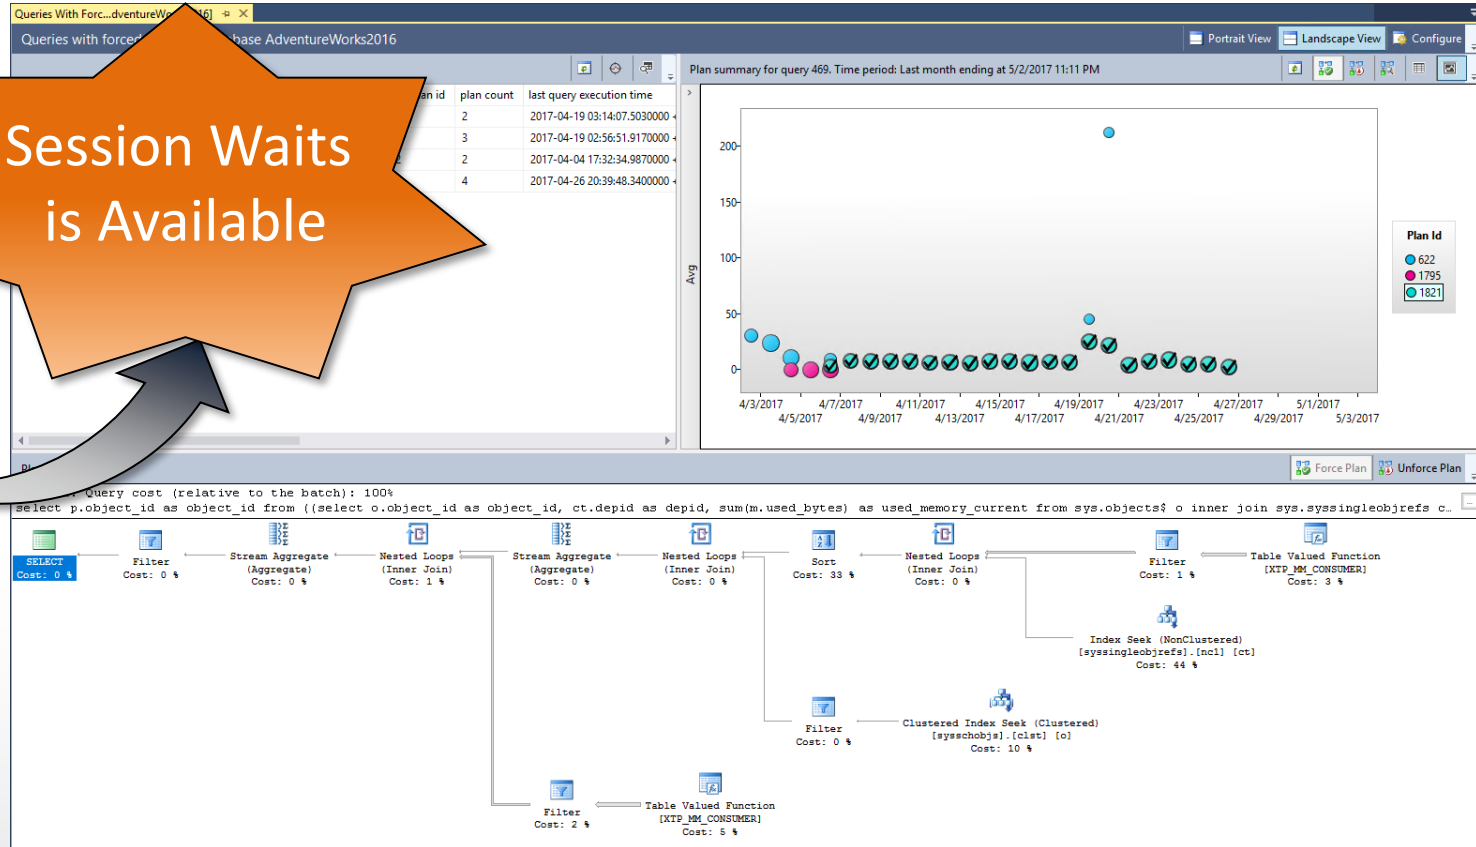 Queries With Forc...dventureWo
16]
Queries with forced
base AdventureWorks2016
Portrait View
Landscape View
Configure
Session Waits
is Available
an id
plan count
last query execution time
2
2017-04-19 03:14:07.5030000 +
3
2017-04-19 02:56:51.9170000 +
2
2
2017-04-04 17:32:34.9870000 +
4
2017-04-26 20:39:48.3400000 +
Plan summary for query 469. Time period: Last month ending at 5/2/2017 11:11 PM
Avg
200
150
100
50
0
4/3/2017
4/5/2017
4/7/2017
4/9/2017
4/11/2017
4/13/2017
4/15/2017
4/17/2017
4/19/2017
4/21/2017
4/23/2017
4/25/2017
4/27/2017
4/29/2017
5/1/2017
5/3/2017
Plan Id
622
1795
1821
Force Plan
Unforce Plan
Query cost (relative to the batch): 100%
select p.object_id as object_id from ((select o.object_id as object_id, ct.depid as depid, sum(m.used_bytes) as used_memory_current from sys.objects$ o inner join sys.syssingleobjrefs c…
SELECT
Cost: 0 %
Filter
Cost: 0 %
Stream Aggregate
(Aggregate)
Cost: 0 %
Nested Loops
(Inner Join)
Cost: 1 %
Stream Aggregate
(Aggregate)
Cost: 0 %
Nested Loops
(Inner Join)
Cost: 0 %
Sort
Cost: 33 %
Nested Loops
(Inner Join)
Cost: 0 %
Filter
Cost: 1 %
Table Valued Function
[XTP_MM_CONSUMER]
Cost: 3 %
Index Seek (NonClustered)
[syssingleobjrefs].[nc1] [ct]
Cost: 44 %
Filter
Cost: 0 %
Clustered Index Seek (Clustered)
[sysschobjs].[clst] [o]
Cost: 10 %
Filter
Cost: 2 %
Table Valued Function
[XTP_MM_CONSUMER]
Cost: 5 %